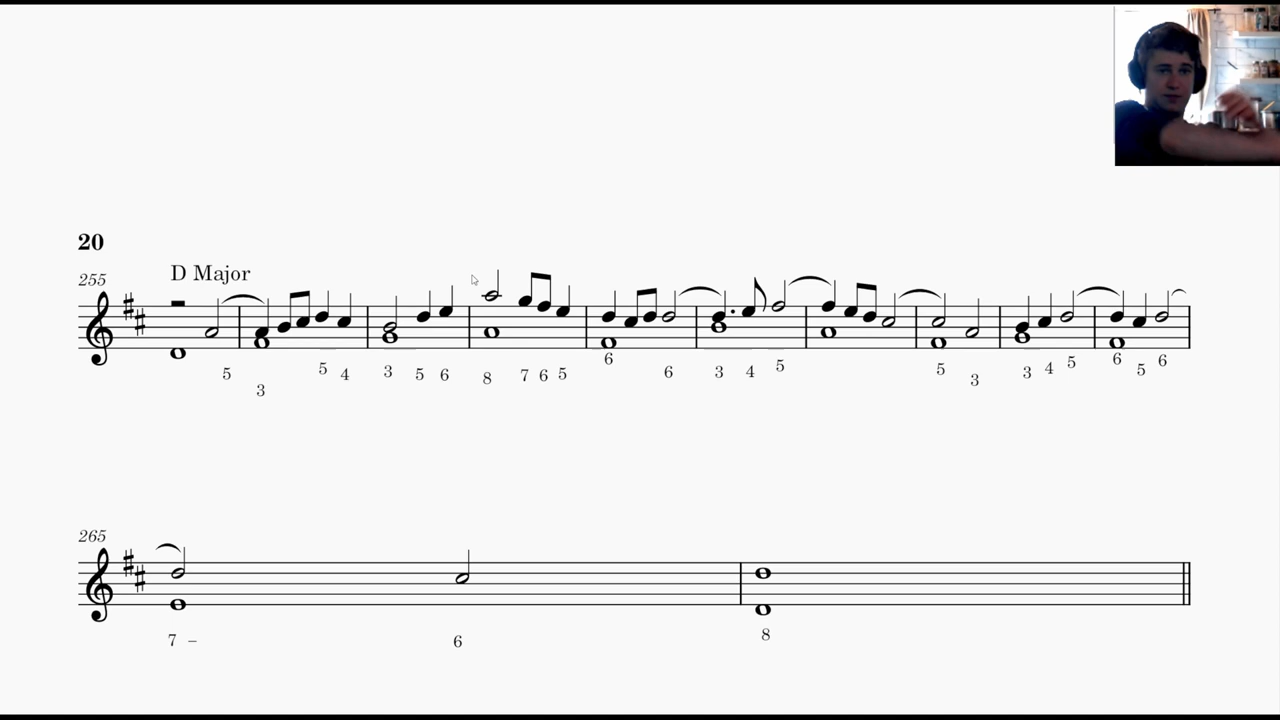 20
D Major
255
5 3 5 4 3 5 6 8 7 6 5 6 6 3 4 5 5 3 3 4 5 6 5 6
265
7 – 6 8